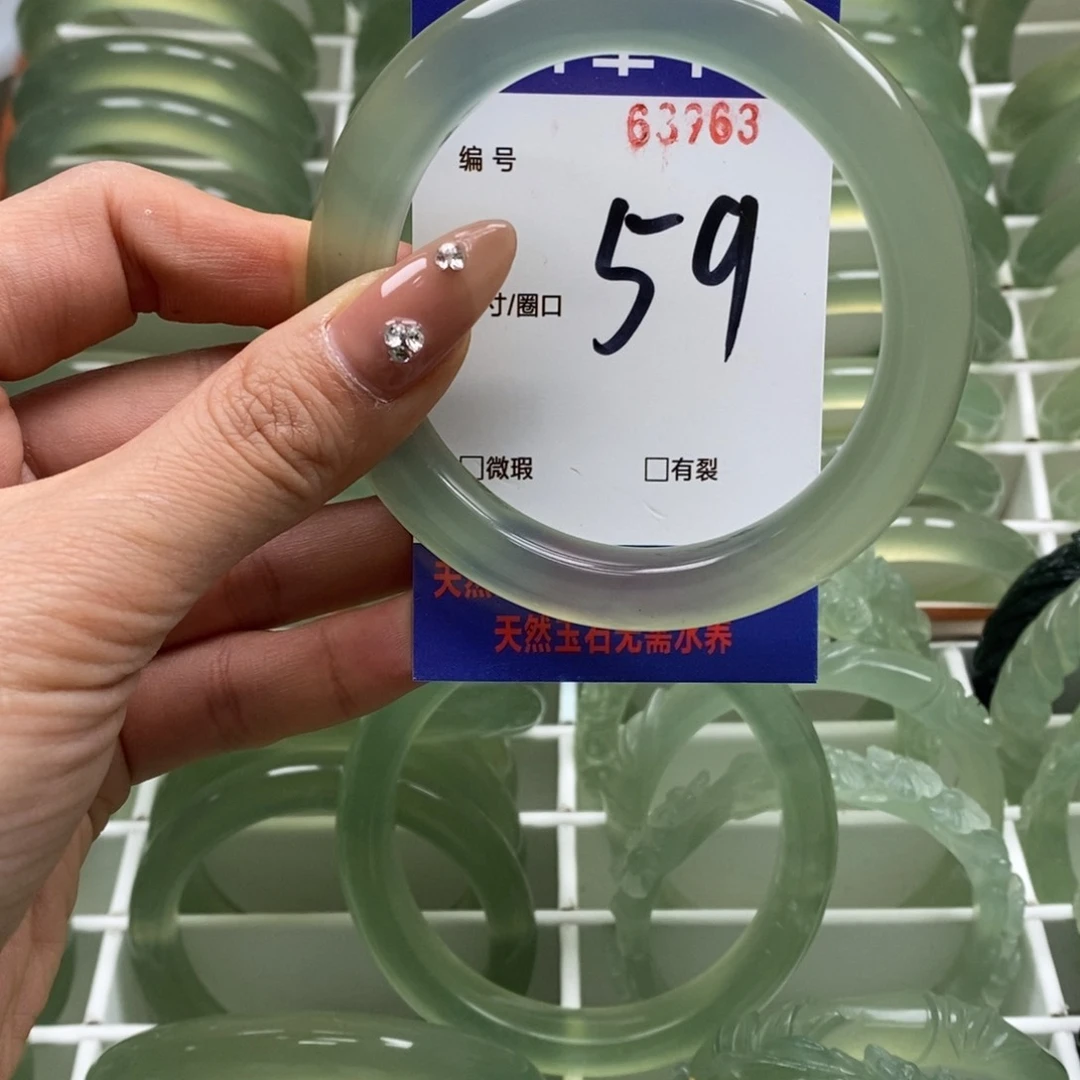 63963
编号
59
寸/圈口
□微瑕 □有裂
天然
天然玉石无需水养